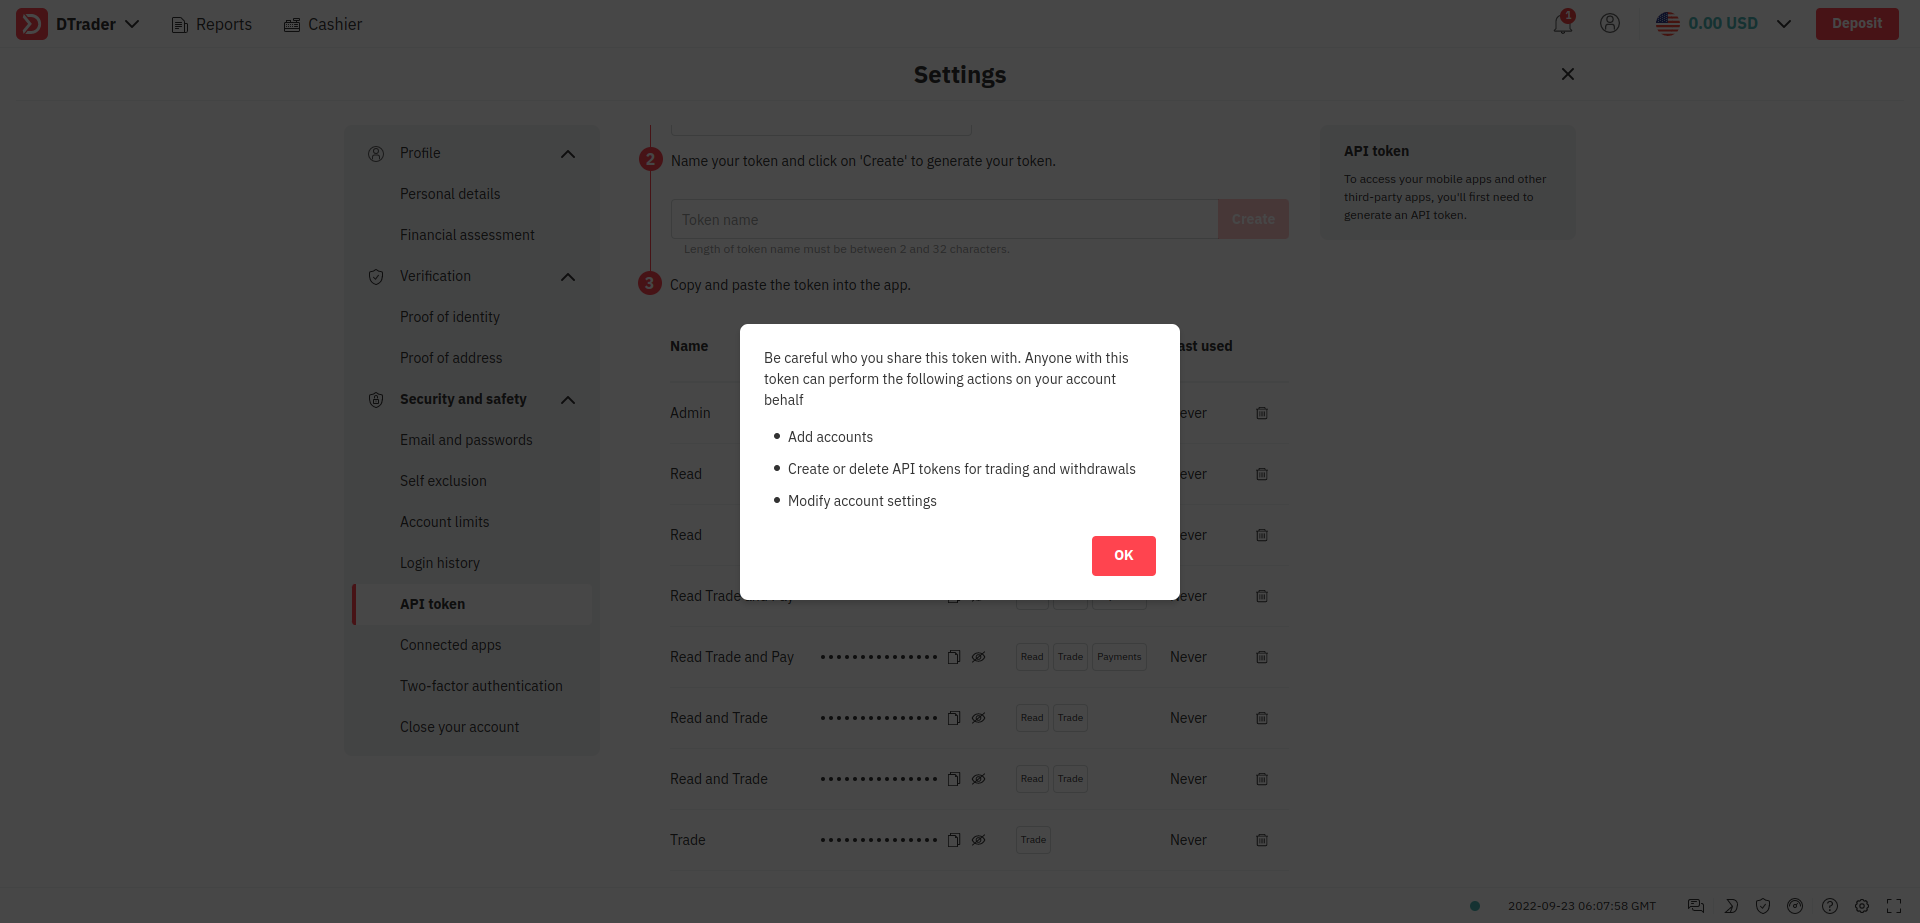 DTrader
Reports
Cashier
1
0.00 USD
Deposit
Settings
Profile
Personal details
Financial assessment
Verification
Proof of identity
Proof of address
Security and safety
Email and passwords
Self exclusion
Account limits
Login history
API token
Connected apps
Two-factor authentication
Close your account
2
Name your token and click on 'Create' to generate your token.
Token name
Create
Length of token name must be between 2 and 32 characters.
3
Copy and paste the token into the app.
API token
To access your mobile apps and other
third-party apps, you'll first need to
generate an API token.
Name
ast used
Admin
ever
Read
ever
Read
ever
Read Trade
ever
Read Trade and Pay
Read
Trade
Payments
Never
Read and Trade
Read
Trade
Never
Read and Trade
Read
Trade
Never
Trade
Trade
Never
Be careful who you share this token with. Anyone with this
token can perform the following actions on your account
behalf
• Add accounts
• Create or delete API tokens for trading and withdrawals
• Modify account settings
OK
2022-09-23 06:07:58 GMT